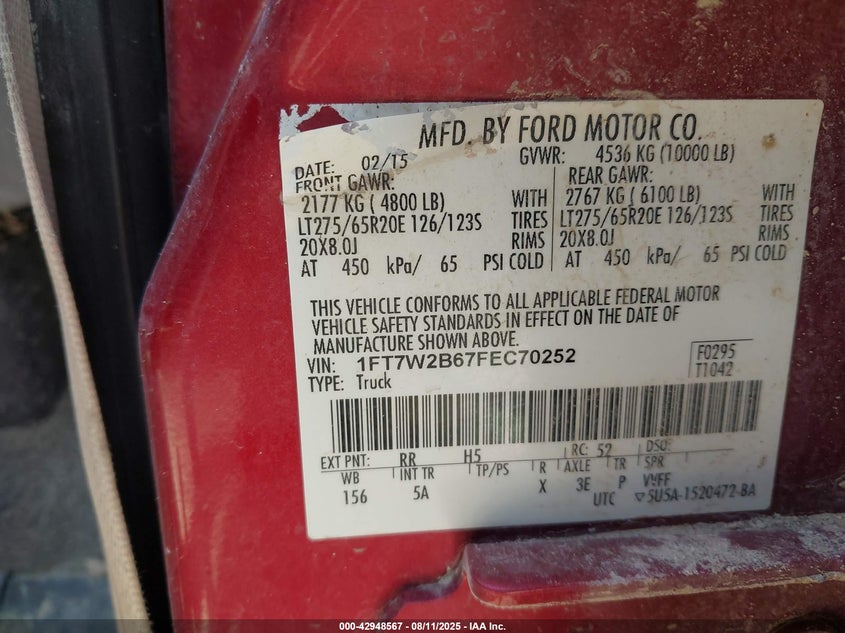 MFD. BY FORD MOTOR CO.
DATE: 02/15 GVWR: 4536 KG (10000 LB)
FRONT GAWR: REAR GAWR:
2177 KG ( 4800 LB) WITH 2767 KG ( 6100 LB) WITH
LT275/65R20E 126/123S TIRES LT275/65R20E 126/123S TIRES
20X8.0J RIMS 20X8.0J RIMS
AT 450 kPa/ 65 PSI COLD AT 450 kPa/ 65 PSI COLD
THIS VEHICLE CONFORMS TO ALL APPLICABLE FEDERAL MOTOR
VEHICLE SAFETY STANDARDS IN EFFECT ON THE DATE OF
MANUFACTURE SHOWN ABOVE.
VIN: 1FT7W2B67FEC70252 F0295
TYPE: Truck T1042
EXT PNT: RR H5 RC: 52 DSO:
WB INT TR TP/PS R AXLE TR SPR
156 5A X 3E P VYFF
UTC ▽5U5A-1520472-BA
000-42948567 - 08/11/2025 - IAA Inc.